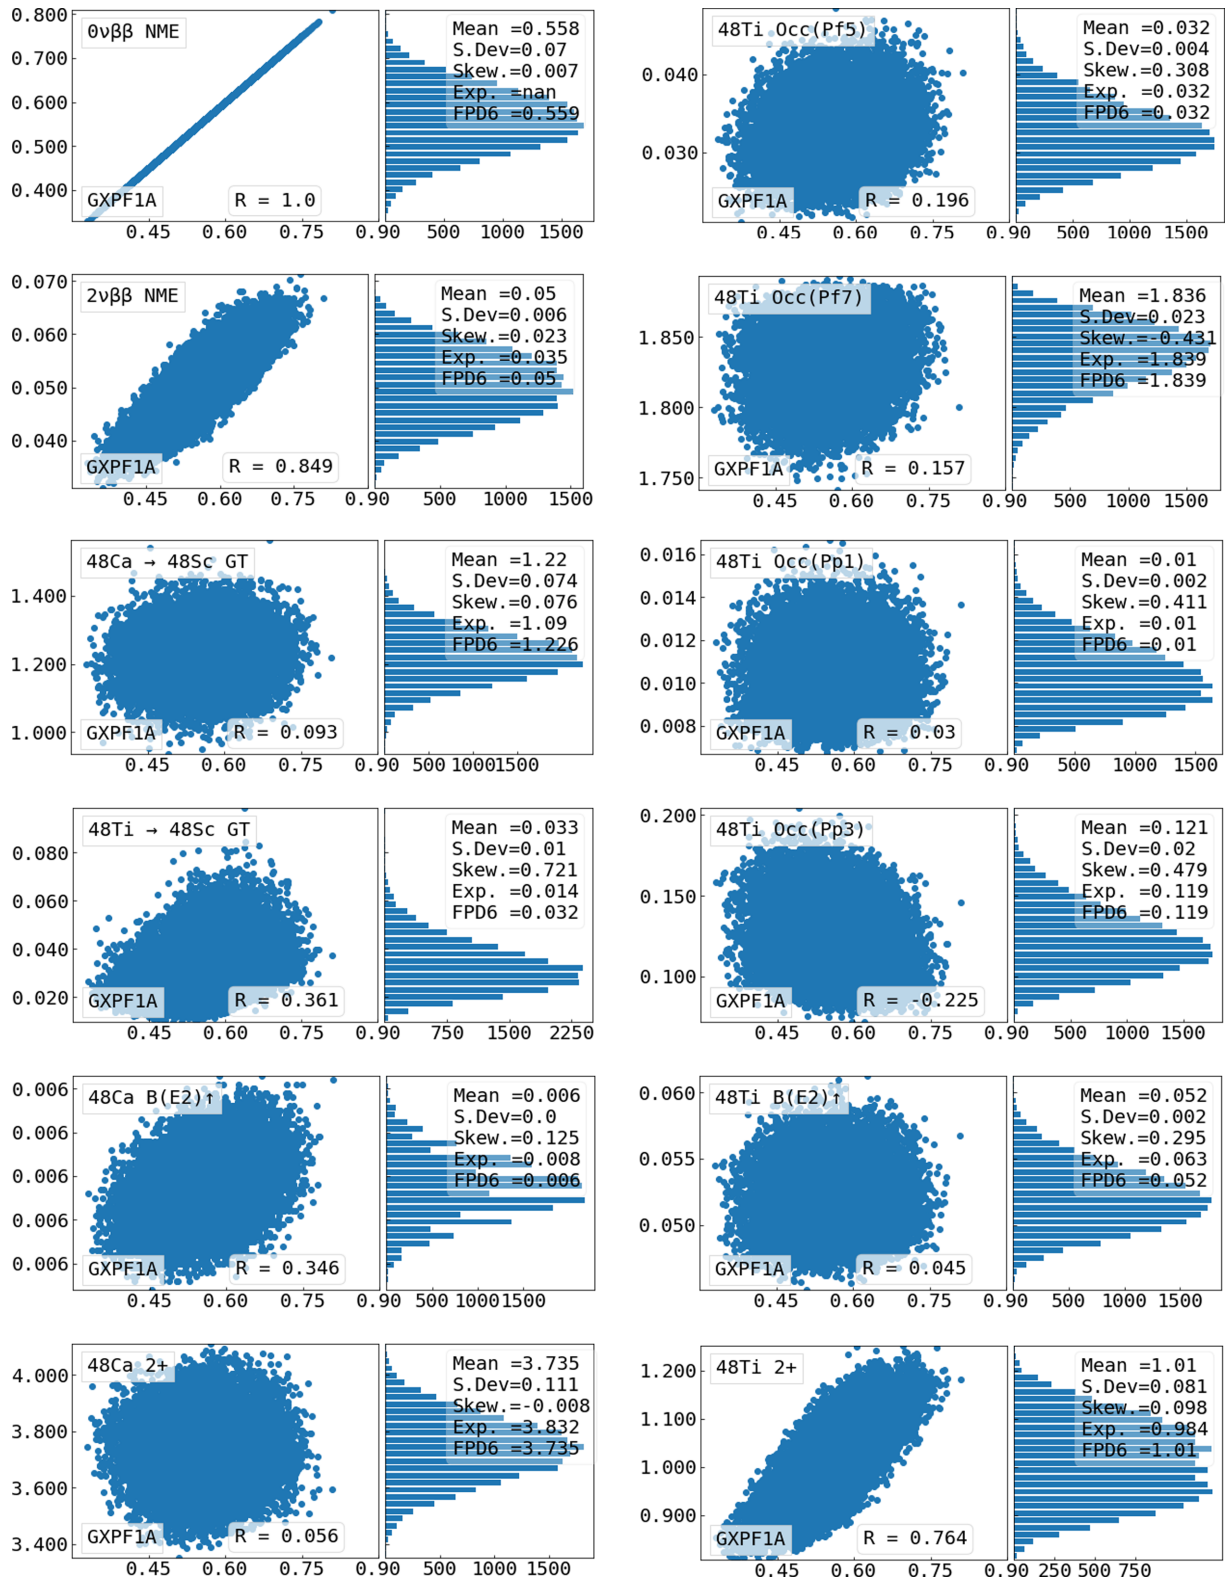 0νββ NME
0.800
0.700
0.600
0.500
0.400
GXPF1A
R = 1.0
0.45 0.60 0.75 0.90 500 1000 1500
Mean =0.558
S.Dev=0.07
Skew.=0.007
Exp. =nan
FPD6 =0.559
48Ti Occ(Pf5)
0.040
0.030
GXPF1A
R = 0.196
0.45 0.60 0.75 0.90 500 1000 1500
Mean =0.032
S.Dev=0.004
Skew.=0.308
Exp. =0.032
FPD6 =0.032
2νββ NME
0.070
0.060
0.050
0.040
GXPF1A
R = 0.849
0.45 0.60 0.75 0.90 500 1000 1500
Mean =0.05
S.Dev=0.006
Skew.=0.023
Exp. =0.035
FPD6 =0.05
48Ti Occ(Pf7)
1.850
1.800
1.750
GXPF1A
R = 0.157
0.45 0.60 0.75 0.90 500 1000 1500
Mean =1.836
S.Dev=0.023
Skew.=-0.431
Exp. =1.839
FPD6 =1.839
48Ca → 48Sc GT
1.400
1.200
1.000
GXPF1A
R = 0.093
0.45 0.60 0.75 0.90 500 1000 1500
Mean =1.22
S.Dev=0.074
Skew.=0.076
Exp. =1.09
FPD6 =1.226
48Ti Occ(Pp1)
0.016
0.014
0.012
0.010
0.008
GXPF1A
R = 0.03
0.45 0.60 0.75 0.90 500 1000 1500
Mean =0.01
S.Dev=0.002
Skew.=0.411
Exp. =0.01
FPD6 =0.01
48Ti → 48Sc GT
0.080
0.060
0.040
0.020
GXPF1A
R = 0.361
0.45 0.60 0.75 0.90 750 1500 2250
Mean =0.033
S.Dev=0.01
Skew.=0.721
Exp. =0.014
FPD6 =0.032
48Ti Occ(Pp3)
0.200
0.150
0.100
GXPF1A
R = -0.225
0.45 0.60 0.75 0.90 500 1000 1500
Mean =0.121
S.Dev=0.02
Skew.=0.479
Exp. =0.119
FPD6 =0.119
48Ca B(E2)↑
0.006
0.006
0.006
0.006
0.006
GXPF1A
R = 0.346
0.45 0.60 0.75 0.90 500 1000 1500
Mean =0.006
S.Dev=0.0
Skew.=0.125
Exp. =0.008
FPD6 =0.006
48Ti B(E2)↑
0.060
0.055
0.050
GXPF1A
R = 0.045
0.45 0.60 0.75 0.90 500 1000 1500
Mean =0.052
S.Dev=0.002
Skew.=0.295
Exp. =0.063
FPD6 =0.052
48Ca 2+
4.000
3.800
3.600
3.400
GXPF1A
R = 0.056
0.45 0.60 0.75 0.90 500 1000 1500
Mean =3.735
S.Dev=0.111
Skew.=-0.008
Exp. =3.832
FPD6 =3.735
48Ti 2+
1.200
1.100
1.000
0.900
GXPF1A
R = 0.764
0.45 0.60 0.75 0.90 250 500 750
Mean =1.01
S.Dev=0.081
Skew.=0.098
Exp. =0.984
FPD6 =1.01